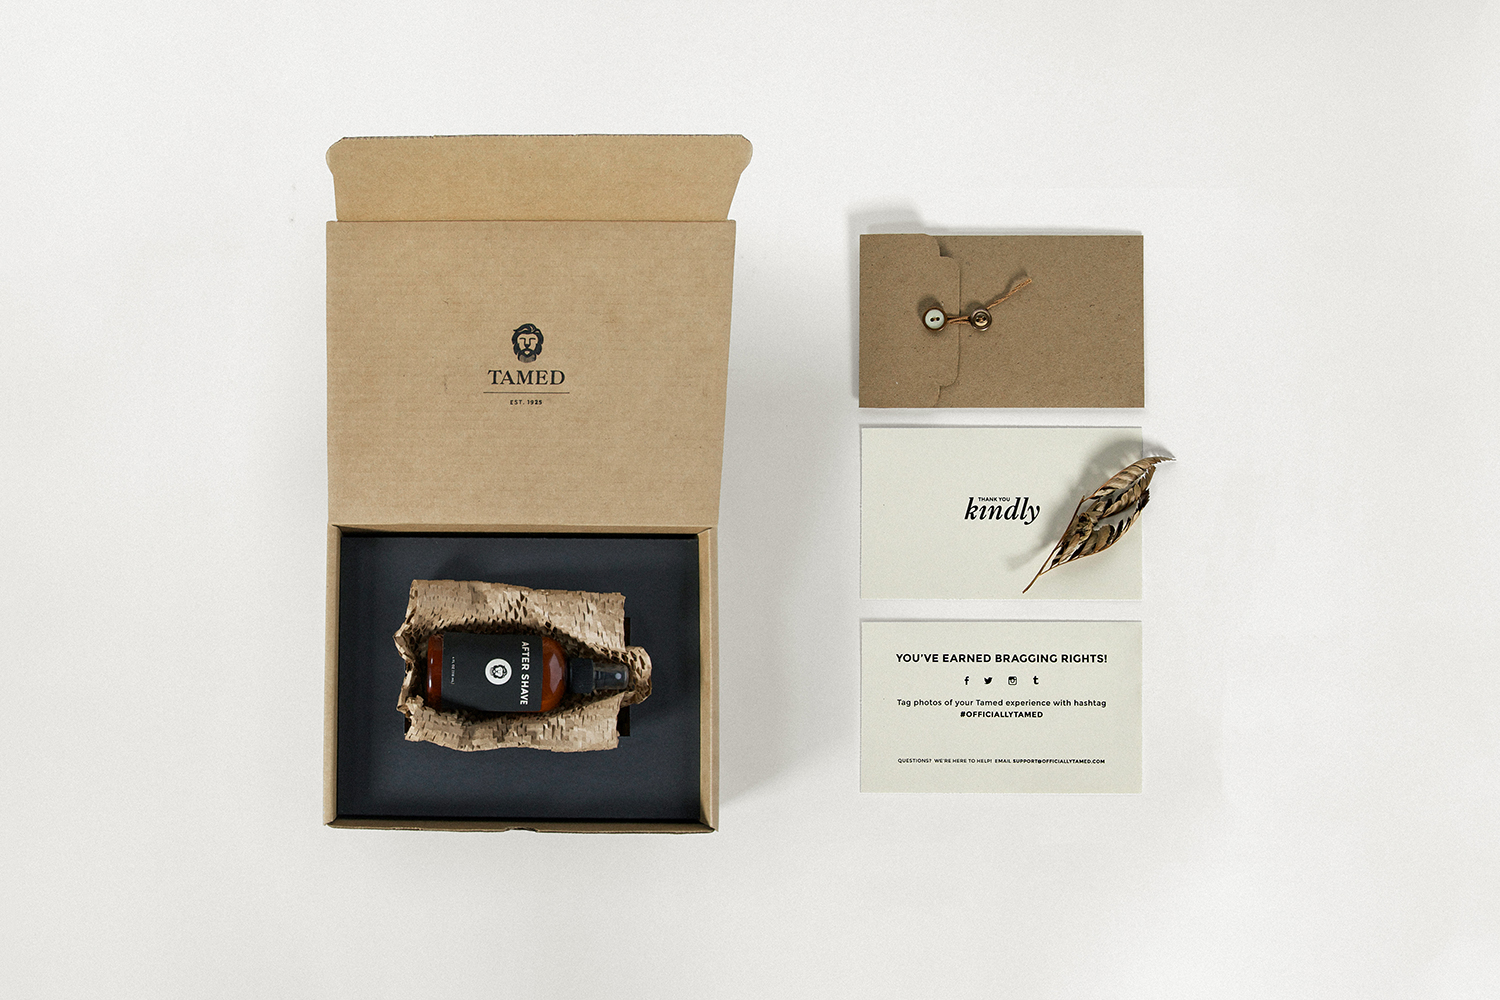 TAMED
EST. 1925
AFTER SHAVE
THANK YOU
kindly
YOU'VE EARNED BRAGGING RIGHTS!
Tag photos of your Tamed experience with hashtag
#OFFICIALLYTAMED
QUESTIONS? WE'RE HERE TO HELP! EMAIL SUPPORT@OFFICIALLYTAMED.COM